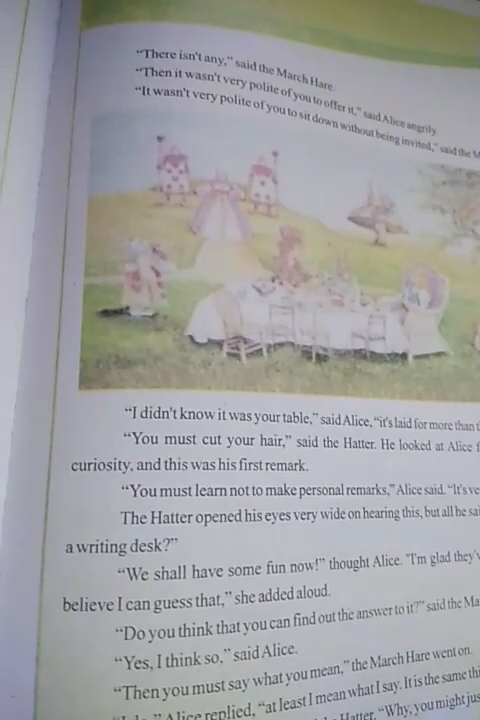 “There isn't any,” said the March Hare.
“Then it wasn't very polite of you to offer it,” said Alice angrily.
“It wasn't very polite of you to sit down without being invited,” said the
“I didn't know it was your table,” said Alice, “it's laid for more than
“You must cut your hair,” said the Hatter. He looked at Alice
curiosity, and this was his first remark.
“You must learn not to make personal remarks,” Alice said. “It's
The Hatter opened his eyes very wide on hearing this, but all he
a writing desk?”
“We shall have some fun now!” thought Alice. "I'm glad
believe I can guess that,” she added aloud.
“Do you think that you can find out the answer to it?” said the
“Yes, I think so,” said Alice.
“Then you must say what you mean,” the March Hare went on.
Alice replied, “at least I mean what I say. It is the same
Hatter. “Why, you might